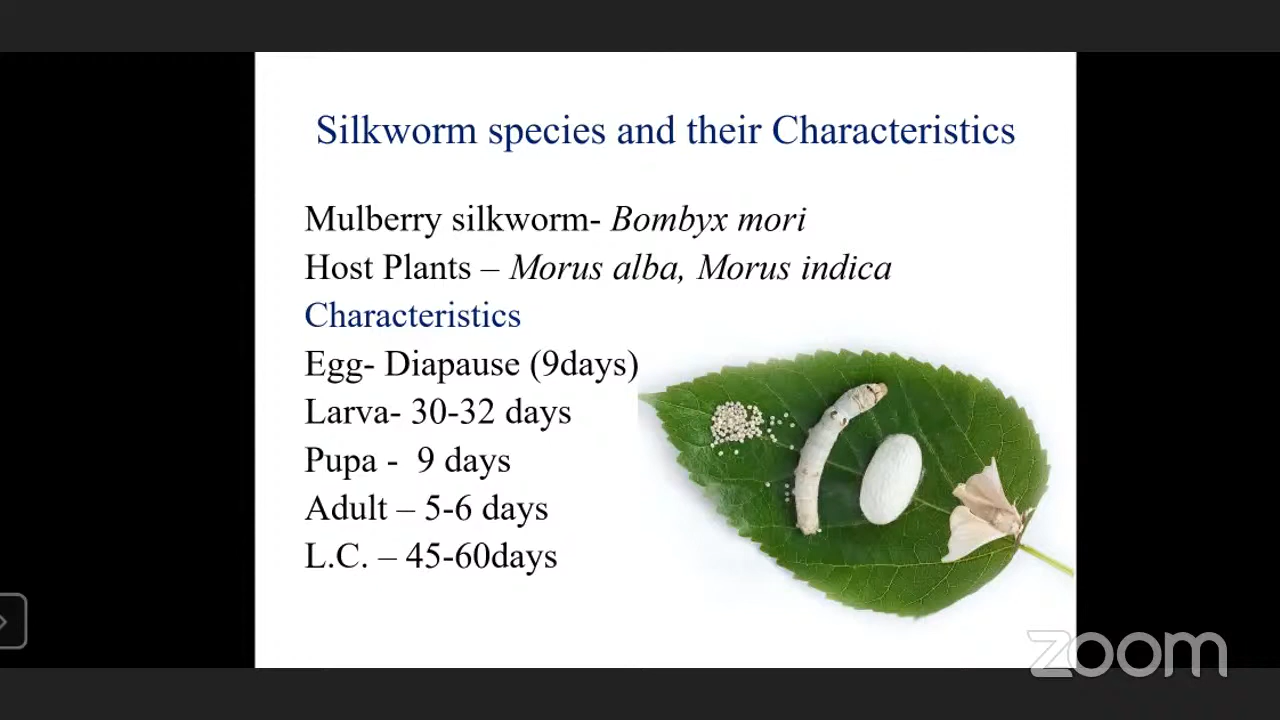 Silkworm species and their Characteristics
Mulberry silkworm- Bombyx mori
Host Plants – Morus alba, Morus indica
Characteristics
Egg- Diapause (9days)
Larva- 30-32 days
Pupa -  9 days
Adult – 5-6 days
L.C. – 45-60days
zoom